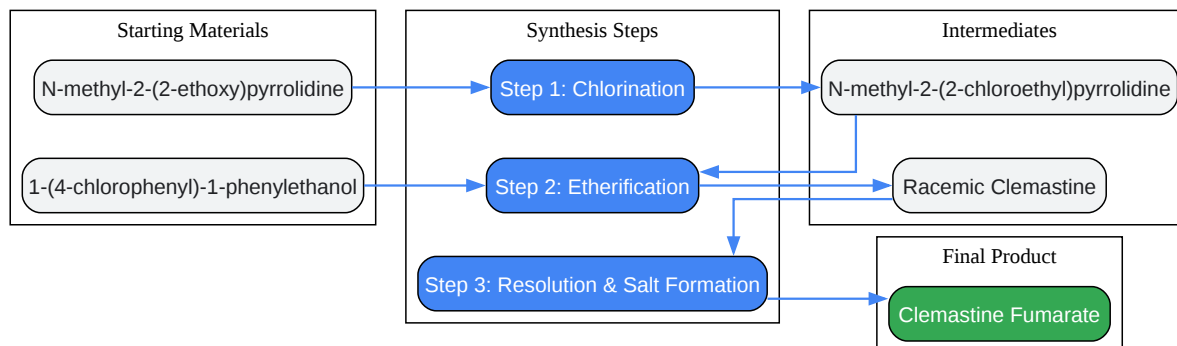 Starting Materials
N-methyl-2-(2-ethoxy)pyrrolidine
1-(4-chlorophenyl)-1-phenylethanol
Synthesis Steps
Step 1: Chlorination
Step 2: Etherification
Step 3: Resolution & Salt Formation
Intermediates
N-methyl-2-(2-chloroethyl)pyrrolidine
Racemic Clemastine
Final Product
Clemastine Fumarate